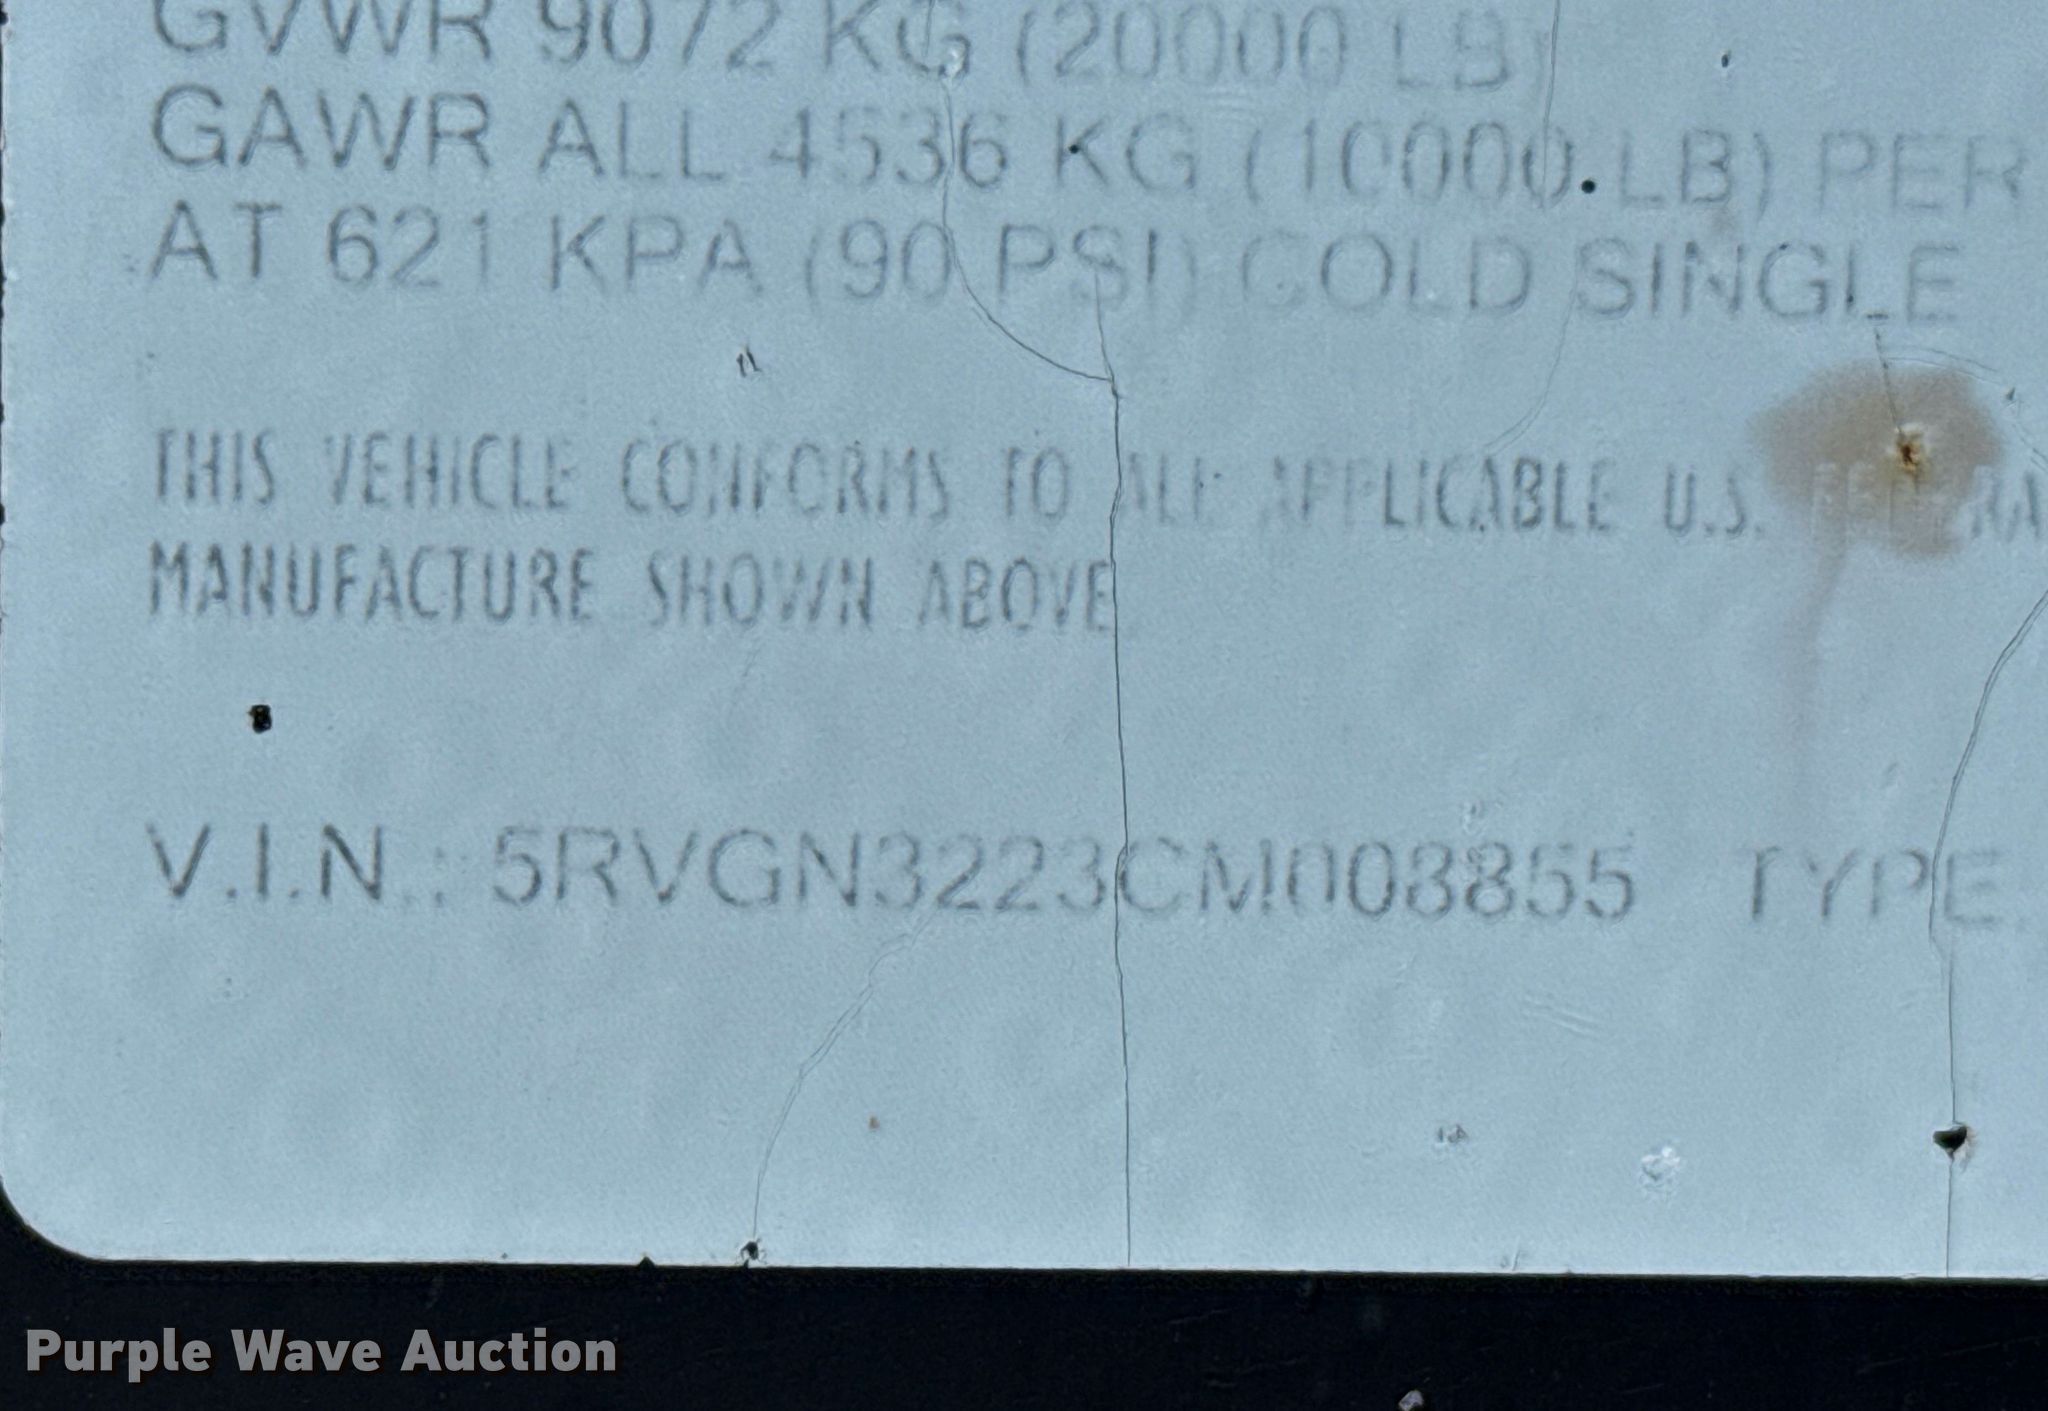 GVWR 9072 KG (20000 LB)
GAWR ALL 4536 KG (10000 LB) PER
AT 621 KPA (90 PSI) COLD SINGLE
THIS VEHICLE CONFORMS TO ALL APPLICABLE U.S. FEDERA
MANUFACTURE SHOWN ABOVE.
V.I.N.: 5RVGN3223CM008855 TYPE:
Purple Wave Auction